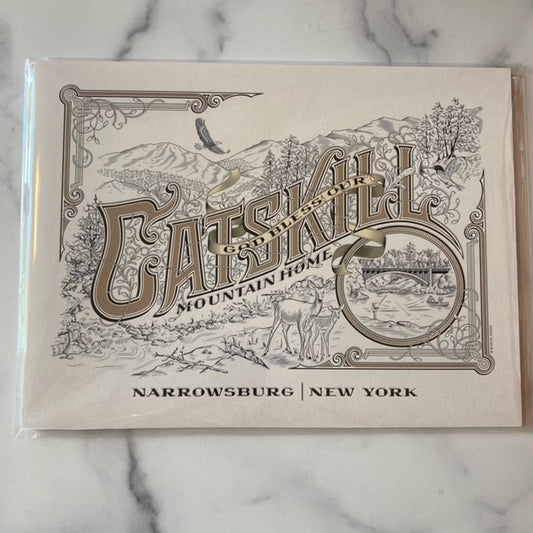 CATSKILL
GOD BLESS OUR
MOUNTAIN HOME
NARROWSBURG | NEW YORK